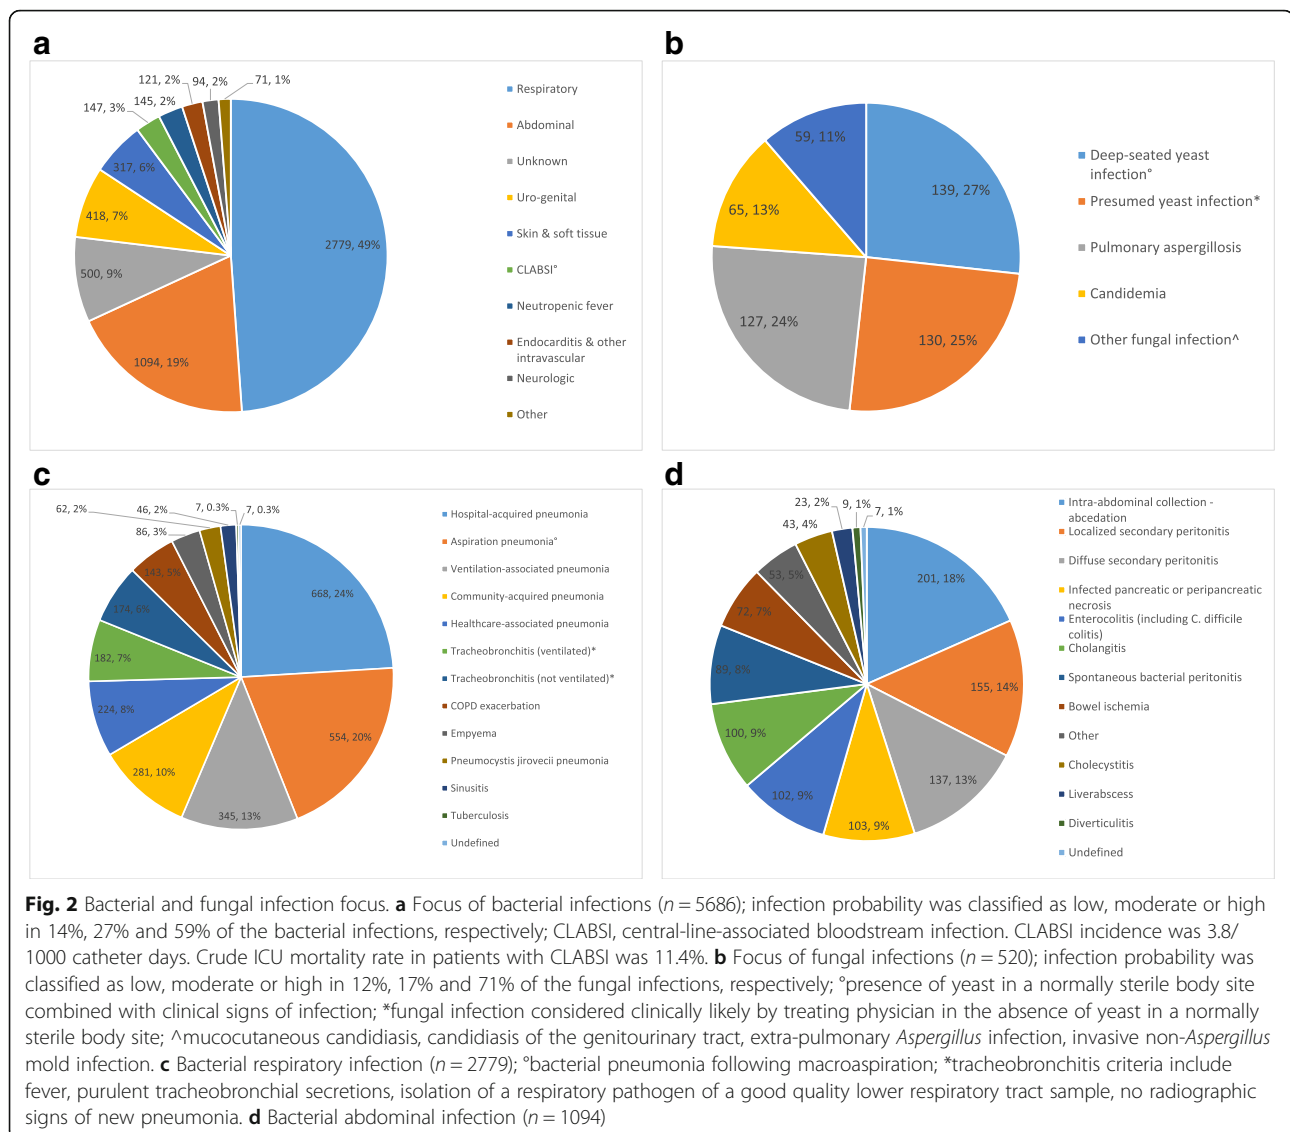 a
121, 2%
94, 2%
71, 1%
145, 2%
147, 3%
317, 6%
418, 7%
500, 9%
1094, 19%
2779, 49%
Respiratory
Abdominal
Unknown
Uro-genital
Skin & soft tissue
CLABSI°
Neutropenic fever
Endocarditis & other
intravascular
Neurologic
Other
b
59, 11%
139, 27%
65, 13%
127, 24%
130, 25%
Deep-seated yeast
infection°
Presumed yeast infection*
Pulmonary aspergillosis
Candidemia
Other fungal infection^
c
62, 2%
46, 2%
7, 0.3%
7, 0.3%
86, 3%
143, 5%
174, 6%
182, 7%
224, 8%
281, 10%
345, 13%
554, 20%
668, 24%
Hospital-acquired pneumonia
Aspiration pneumonia°
Ventilation-associated pneumonia
Community-acquired pneumonia
Healthcare-associated pneumonia
Tracheobronchitis (ventilated)*
Tracheobronchitis (not ventilated)*
COPD exacerbation
Empyema
Pneumocystis jirovecii pneumonia
Sinusitis
Tuberculosis
Undefined
d
23, 2%
9, 1%
7, 1%
43, 4%
53, 5%
72, 7%
89, 8%
100, 9%
102, 9%
103, 9%
137, 13%
155, 14%
201, 18%
Intra-abdominal collection -
abcedation
Localized secondary peritonitis
Diffuse secondary peritonitis
Infected pancreatic or peripancreatic
necrosis
Enterocolitis (including C. difficile
colitis)
Cholangitis
Spontaneous bacterial peritonitis
Bowel ischemia
Other
Cholecystitis
Liverabscess
Diverticulitis
Undefined
Fig. 2 Bacterial and fungal infection focus. a Focus of bacterial infections (n = 5686); infection probability was classified as low, moderate or high
in 14%, 27% and 59% of the bacterial infections, respectively; CLABSI, central-line-associated bloodstream infection. CLABSI incidence was 3.8/
1000 catheter days. Crude ICU mortality rate in patients with CLABSI was 11.4%. b Focus of fungal infections (n = 520); infection probability was
classified as low, moderate or high in 12%, 17% and 71% of the fungal infections, respectively; °presence of yeast in a normally sterile body site
combined with clinical signs of infection; *fungal infection considered clinically likely by treating physician in the absence of yeast in a normally
sterile body site; ^mucocutaneous candidiasis, candidiasis of the genitourinary tract, extra-pulmonary Aspergillus infection, invasive non-Aspergillus
mold infection. c Bacterial respiratory infection (n = 2779); °bacterial pneumonia following macroaspiration; *tracheobronchitis criteria include
fever, purulent tracheobronchial secretions, isolation of a respiratory pathogen of a good quality lower respiratory tract sample, no radiographic
signs of new pneumonia. d Bacterial abdominal infection (n = 1094)